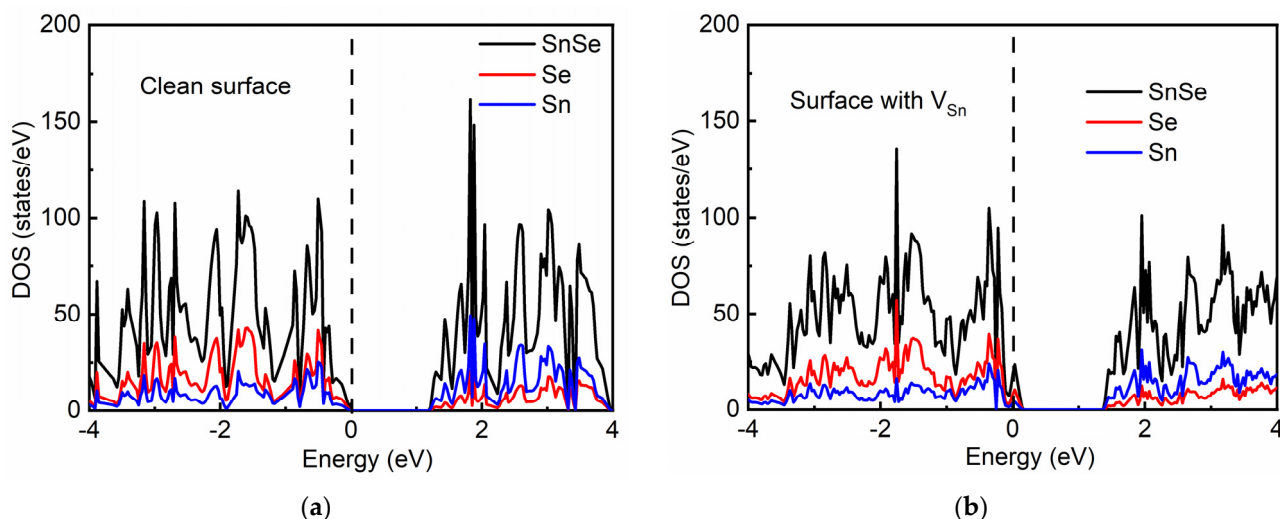 200
150
100
50
0
DOS (states/eV)
Clean surface
SnSe
Se
Sn
-4
-2
0
2
4
Energy (eV)
(a)
200
150
100
50
0
DOS (states/eV)
Surface with V_Sn
SnSe
Se
Sn
-4
-2
0
2
4
Energy (eV)
(b)